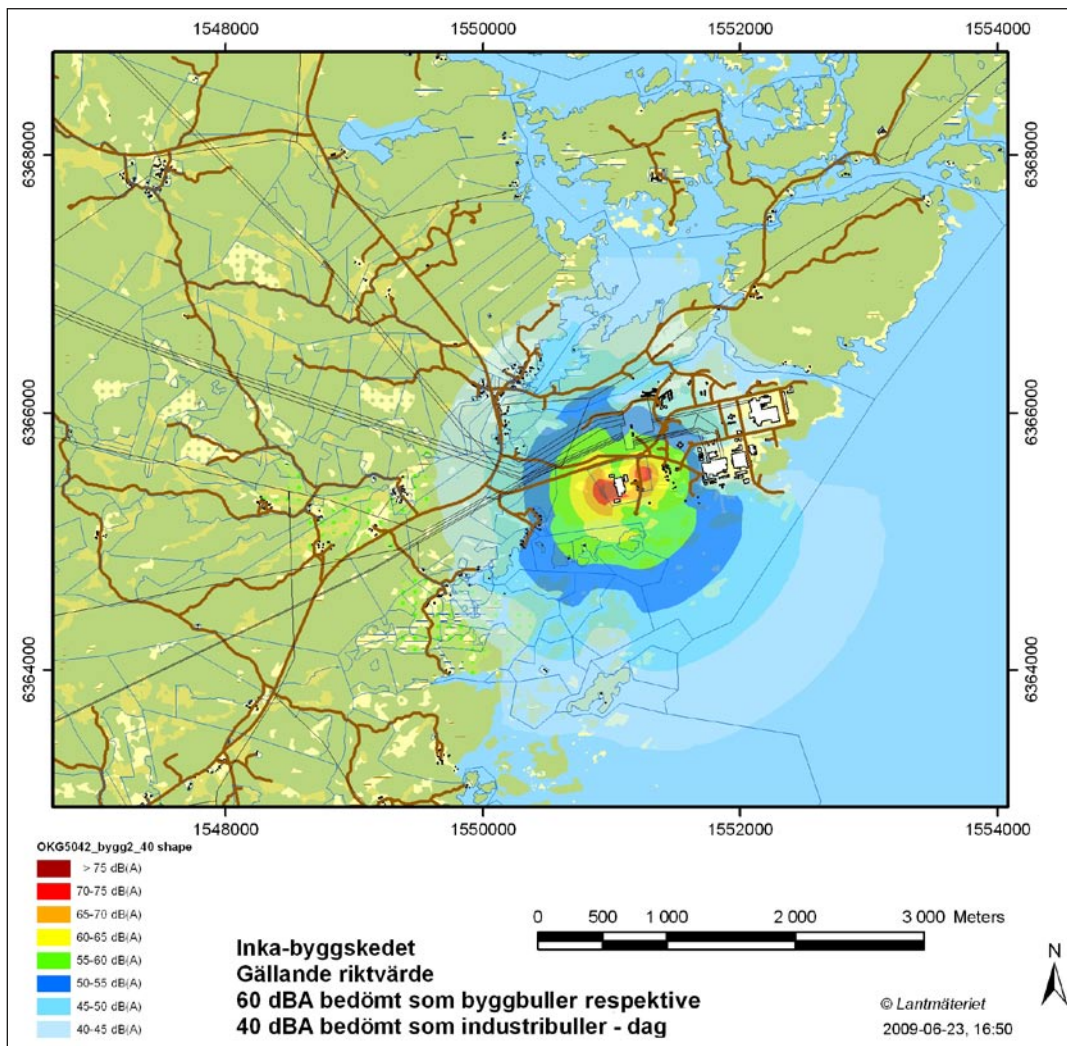 1548000 1550000 1552000 1554000
6368000 6368000
6366000 6366000
6364000 6364000
1548000 1550000 1552000 1554000
OKG5042_bygg2_40 shape
> 75 dB(A)
70-75 dB(A)
65-70 dB(A)
60-65 dB(A)
55-60 dB(A)
50-55 dB(A)
45-50 dB(A)
40-45 dB(A)
0 500 1 000 2 000 3 000 Meters
Inka-byggskedet
Gällande riktvärde
60 dBA bedömt som byggbuller respektive
40 dBA bedömt som industribuller - dag
N
© Lantmäteriet
2009-06-23, 16:50